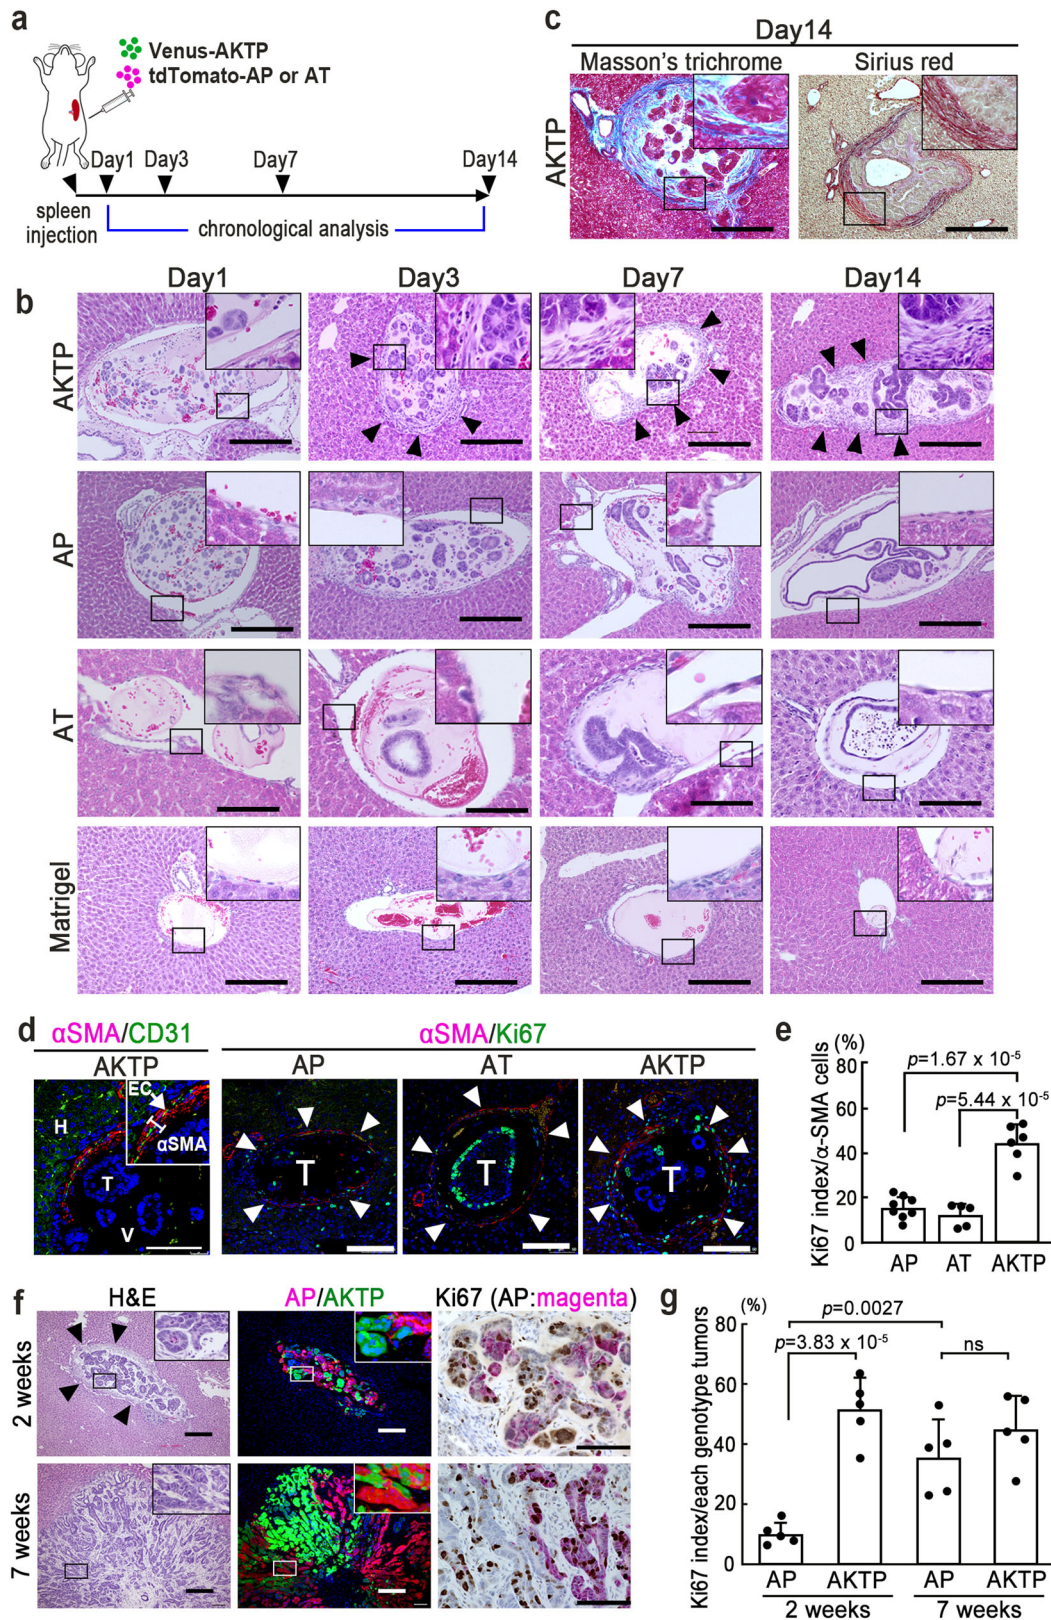 a
Venus-AKTP
tdTomato-AP or AT
Day1 Day3 Day7 Day14
spleen
injection
chronological analysis
c
Day14
Masson's trichrome Sirius red
AKTP
b
Day1 Day3 Day7 Day14
AKTP
AP
AT
Matrigel
d
αSMA/CD31 αSMA/Ki67
AKTP AP AT AKTP
EC
H
αSMA
T
V
T
T
T
e
(%)
Ki67 index/α-SMA cells
p=1.67 x 10-5
p=5.44 x 10-5
80
60
40
20
0
AP AT AKTP
f
H&E AP/AKTP Ki67 (AP:magenta)
2 weeks
7 weeks
g
(%)
Ki67 index/each genotype tumors
p=0.0027
p=3.83 x 10-5
ns
80
60
40
20
0
AP AKTP AP AKTP
2 weeks 7 weeks